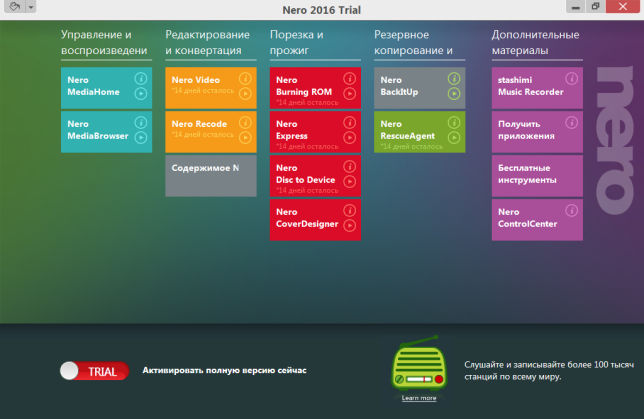 Nero 2016 Trial
Управление и
воспроизведени
Редактирование
и конвертация
Порезка и
прожиг
Резервное
копирование и
Дополнительные
материалы
Nero
MediaHome
Nero
MediaBrowser
Nero Video
*14 дней осталось
Nero Recode
*14 дней осталось
Содержимое N
Nero
Burning ROM
*14 дней осталось
Nero
Express
*14 дней осталось
Nero
Disc to Device
*14 дней осталось
Nero
CoverDesigner
Nero
BackItUp
Nero
RescueAgent
*14 дней осталось
stashimi
Music Recorder
Получить
приложения
Бесплатные
инструменты
Nero
ControlCenter
nero
TRIAL
Активировать полную версию сейчас
Learn more
Слушайте и записывайте более 100 тысяч
станций по всему миру.